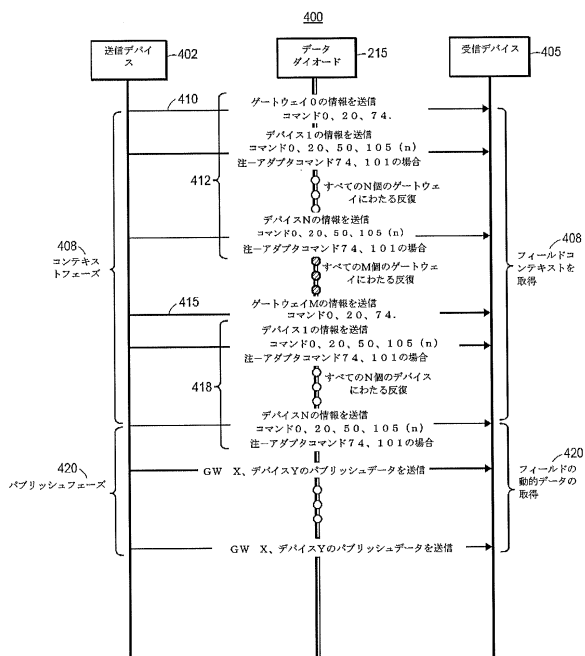 400
送信デバイ
ス
402
データ
ダイオード
215
受信デバイス
405
410
ゲートウェイ0の情報を送信
コマンド0、20、74.
デバイス1の情報を送信
コマンド0、20、50、105 (n)
注－アダプタコマンド74、101の場合
412
すべてのN個のゲートウェ
イにわたる反復
デバイスNの情報を送信
コマンド0、20、50、105 (n)
注－アダプタコマンド74、101の場合
408
コンテキス
トフェーズ
408
フィールドコ
ンテキストを
取得
すべてのM個のゲートウェ
イにわたる反復
415
ゲートウェイMの情報を送信
コマンド0、20、74.
デバイス1の情報を送信
コマンド0、20、50、105 (n)
注－アダプタコマンド74、101の場合
418
すべてのN個のデバイス
にわたる反復
デバイスNの情報を送信
コマンド0、20、50、105 (n)
注－アダプタコマンド74、101の場合
420
パブリッシュフェーズ
GW X、デバイスYのパブリッシュデータを送信
420
フィールドの
動的データの
取得
GW X、デバイスYのパブリッシュデータを送信